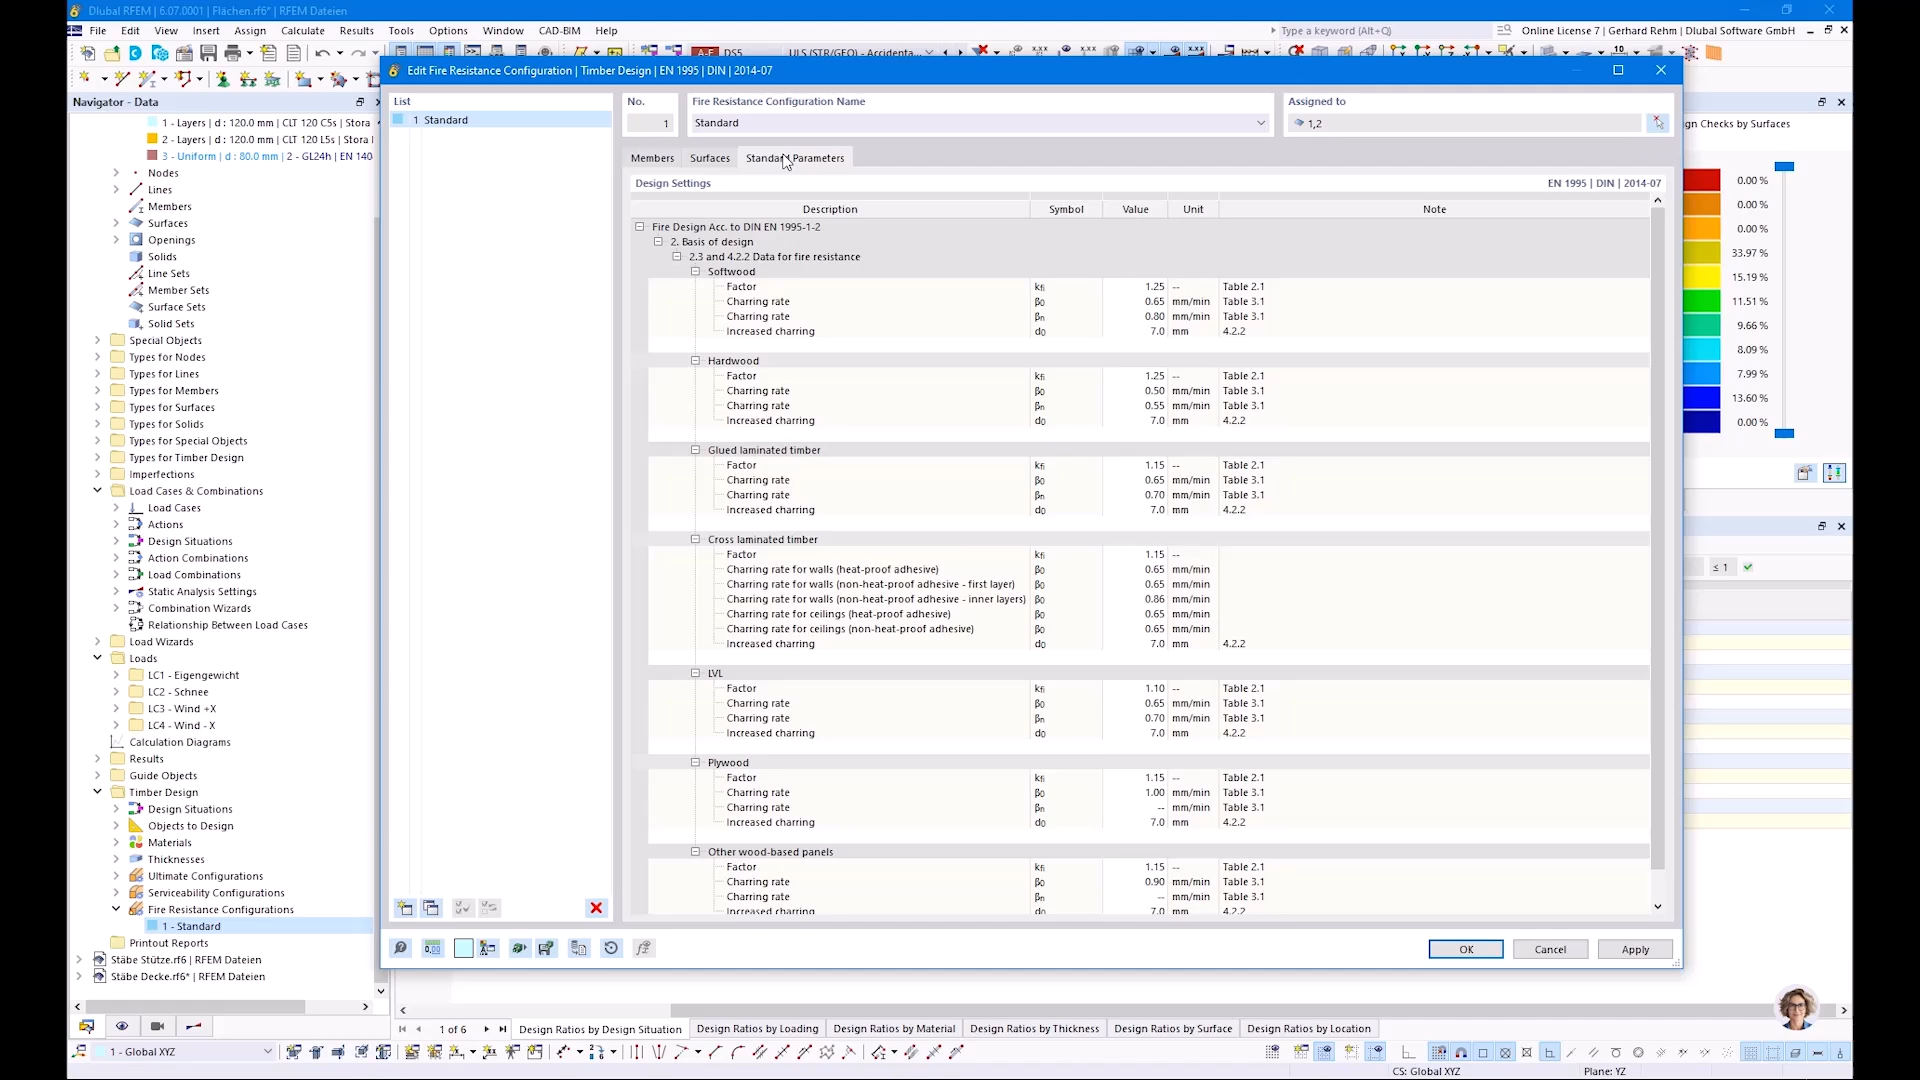 Dlubal RFEM | 6.07.0001 | Flächen.rf6* | RFEM Dateien
File Edit View Insert Assign Calculate Results Tools Options Window CAD-BIM Help
Type a keyword (Alt+Q)
Online License 7 | Gerhard Rehm | Dlubal Software GmbH
A-F DS5 ULS (STR/GEO) - Accidenta...
Navigator - Data
1 - Layers | d : 120.0 mm | CLT 120 C5s | Stora
2 - Layers | d : 120.0 mm | CLT 120 L5s | Stora
3 - Uniform | d : 80.0 mm | 2 - GL24h | EN 140
Nodes
Lines
Members
Surfaces
Openings
Solids
Line Sets
Member Sets
Surface Sets
Solid Sets
Special Objects
Types for Nodes
Types for Lines
Types for Members
Types for Surfaces
Types for Solids
Types for Special Objects
Types for Timber Design
Imperfections
Load Cases & Combinations
Load Cases
Actions
Design Situations
Action Combinations
Load Combinations
Static Analysis Settings
Combination Wizards
Relationship Between Load Cases
Load Wizards
Loads
LC1 - Eigengewicht
LC2 - Schnee
LC3 - Wind +X
LC4 - Wind - X
Calculation Diagrams
Results
Guide Objects
Timber Design
Design Situations
Objects to Design
Materials
Thicknesses
Ultimate Configurations
Serviceability Configurations
Fire Resistance Configurations
1 - Standard
Printout Reports
Stäbe Stütze.rf6 | RFEM Dateien
Stäbe Decke.rf6* | RFEM Dateien
Edit Fire Resistance Configuration | Timber Design | EN 1995 | DIN | 2014-07
List
1 Standard
No.
1
Fire Resistance Configuration Name
Standard
Assigned to
1,2
Members Surfaces Standard Parameters
Design Settings EN 1995 | DIN | 2014-07
Description Symbol Value Unit Note
Fire Design Acc. to DIN EN 1995-1-2
2. Basis of design
2.3 and 4.2.2 Data for fire resistance
Softwood
Factor kfi 1.25 -- Table 2.1
Charring rate β0 0.65 mm/min Table 3.1
Charring rate βn 0.80 mm/min Table 3.1
Increased charring d0 7.0 mm 4.2.2
Hardwood
Factor kfi 1.25 -- Table 2.1
Charring rate β0 0.50 mm/min Table 3.1
Charring rate βn 0.55 mm/min Table 3.1
Increased charring d0 7.0 mm 4.2.2
Glued laminated timber
Factor kfi 1.15 -- Table 2.1
Charring rate β0 0.65 mm/min Table 3.1
Charring rate βn 0.70 mm/min Table 3.1
Increased charring d0 7.0 mm 4.2.2
Cross laminated timber
Factor kfi 1.15 --
Charring rate for walls (heat-proof adhesive) β0 0.65 mm/min
Charring rate for walls (non-heat-proof adhesive - first layer) β0 0.65 mm/min
Charring rate for walls (non-heat-proof adhesive - inner layers) β0 0.86 mm/min
Charring rate for ceilings (heat-proof adhesive) β0 0.65 mm/min
Charring rate for ceilings (non-heat-proof adhesive) β0 0.65 mm/min
Increased charring d0 7.0 mm 4.2.2
LVL
Factor kfi 1.10 -- Table 2.1
Charring rate β0 0.65 mm/min Table 3.1
Charring rate βn 0.70 mm/min Table 3.1
Increased charring d0 7.0 mm 4.2.2
Plywood
Factor kfi 1.15 -- Table 2.1
Charring rate β0 1.00 mm/min Table 3.1
Charring rate βn -- mm/min Table 3.1
Increased charring d0 7.0 mm 4.2.2
Other wood-based panels
Factor kfi 1.15 -- Table 2.1
Charring rate β0 0.90 mm/min Table 3.1
Charring rate βn -- mm/min Table 3.1
Increased charring d0 7.0 mm 4.2.2
OK Cancel Apply
gn Checks by Surfaces
0.00 %
0.00 %
0.00 %
33.97 %
15.19 %
11.51 %
9.66 %
8.09 %
7.99 %
13.60 %
0.00 %
≤ 1
1 of 6 Design Ratios by Design Situation Design Ratios by Loading Design Ratios by Material Design Ratios by Thickness Design Ratios by Surface Design Ratios by Location
1 - Global XYZ
CS: Global XYZ Plane: YZ